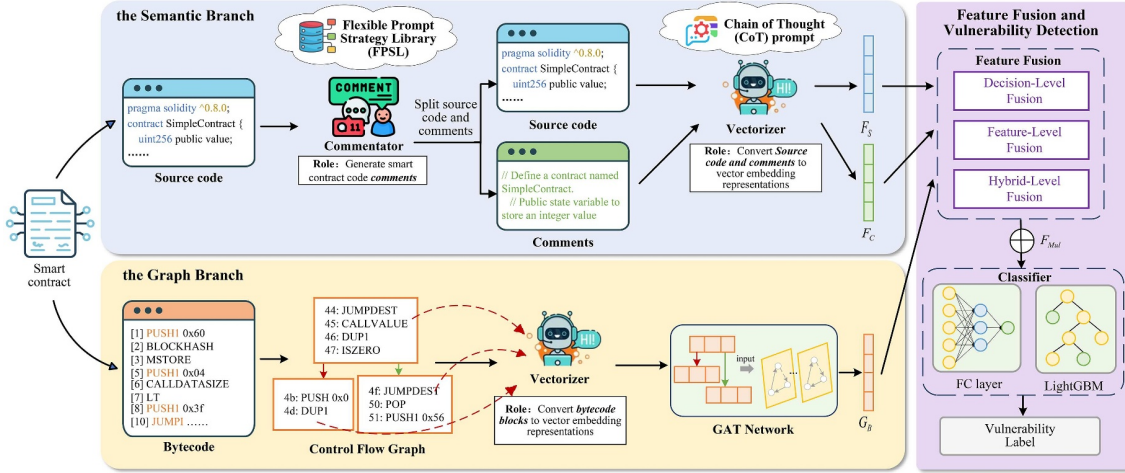 the Semantic Branch
Flexible Prompt
Strategy Library
(FPSL)
Chain of Thought
(CoT) prompt
pragma solidity ^0.8.0;
contract SimpleContract {
uint256 public value;
......
Source code
COMMENT
11
Commentator
Role: Generate smart
contract code comments
Split source
code and
comments
pragma solidity ^0.8.0;
contract SimpleContract {
uint256 public value;
......
Source code
// Define a contract named
SimpleContract.
// Public state variable to
store an integer value
Comments
HI!
Vectorizer
Role: Convert Source
code and comments to
vector embedding
representations
F_S
F_C
Smart
contract
the Graph Branch
[1] PUSH1 0x60
[2] BLOCKHASH
[3] MSTORE
[5] PUSH1 0x04
[6] CALLDATASIZE
[7] LT
[8] PUSH1 0x3f
[10] JUMPI ......
Bytecode
44: JUMPDEST
45: CALLVALUE
46: DUP1
47: ISZERO
4b: PUSH 0x0
4d: DUP1
4f: JUMPDEST
50: POP
51: PUSH1 0x56
Control Flow Graph
HI!
Vectorizer
Role: Convert bytecode
blocks to vector embedding
representations
input
...
GAT Network
G_B
Feature Fusion and
Vulnerability Detection
Feature Fusion
Decision-Level
Fusion
Feature-Level
Fusion
Hybrid-Level
Fusion
F_Mul
Classifier
FC layer
LightGBM
Vulnerability
Label